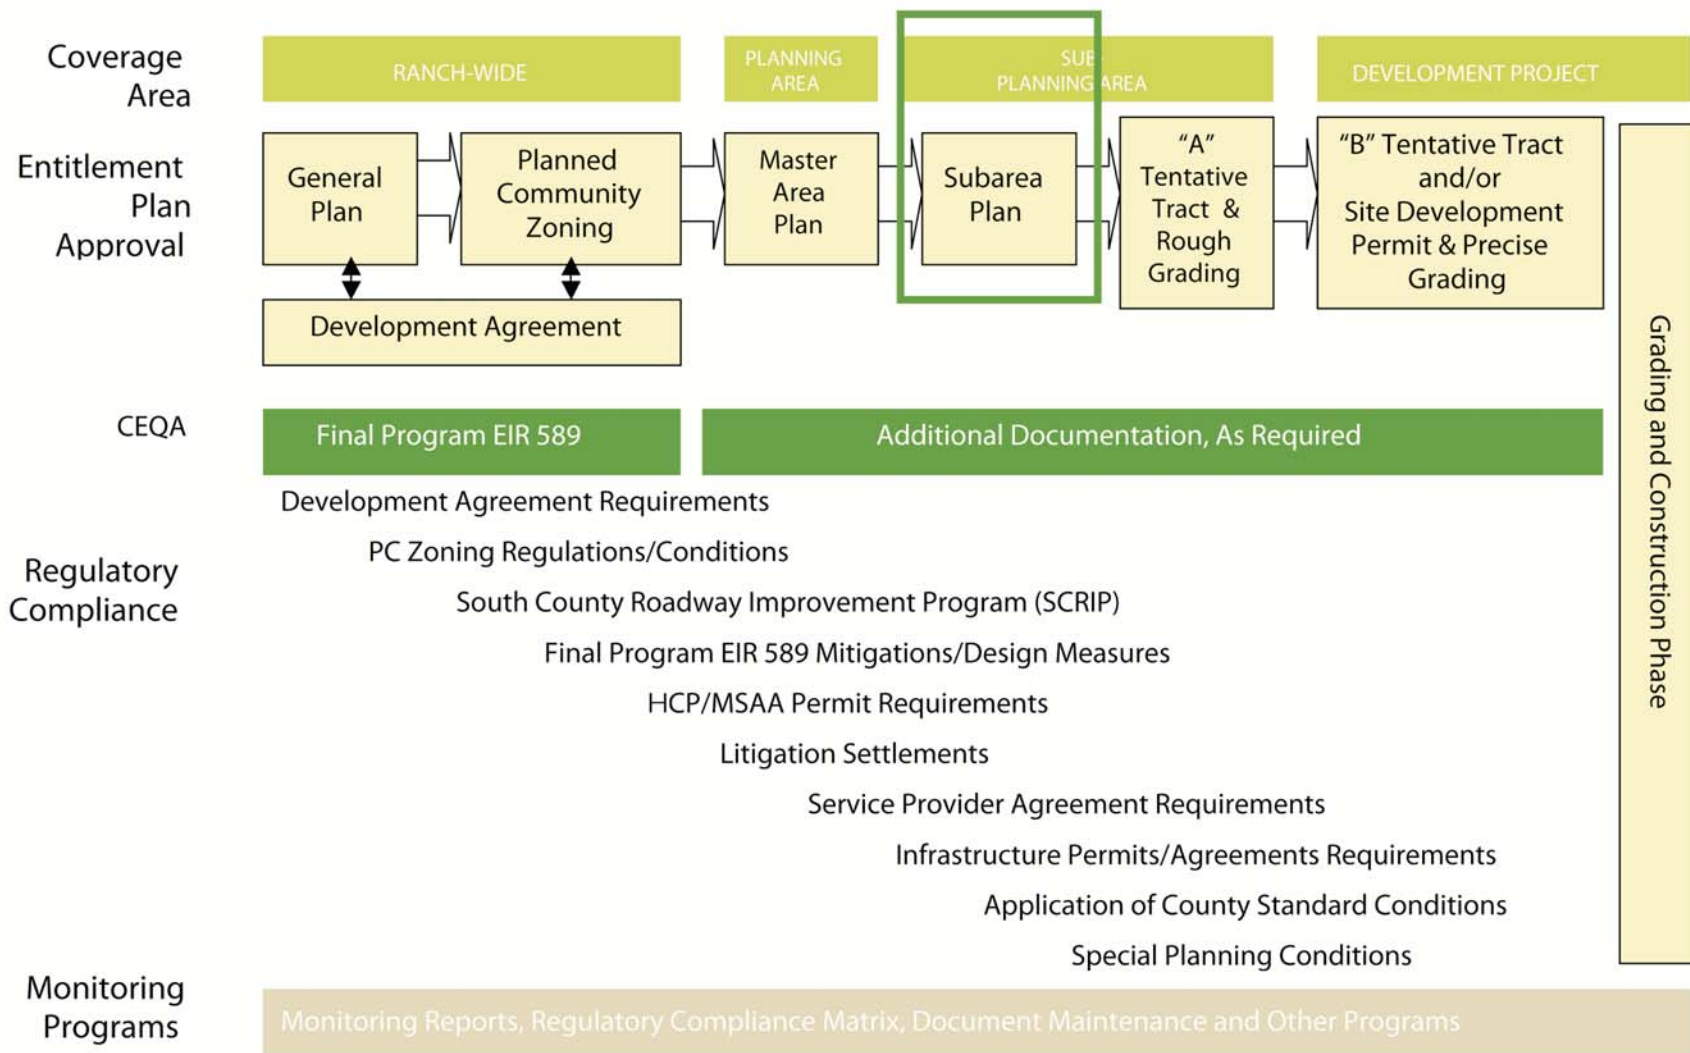 Coverage
Area
RANCH-WIDE
PLANNING
AREA
SUB-
PLANNING AREA
DEVELOPMENT PROJECT
Entitlement
Plan
Approval
General
Plan
Planned
Community
Zoning
Master
Area
Plan
Subarea
Plan
“A”
Tentative
Tract &
Rough
Grading
“B” Tentative Tract
and/or
Site Development
Permit & Precise
Grading
Development Agreement
Grading and Construction Phase
CEQA
Final Program EIR 589
Additional Documentation, As Required
Regulatory
Compliance
Development Agreement Requirements
PC Zoning Regulations/Conditions
South County Roadway Improvement Program (SCRIP)
Final Program EIR 589 Mitigations/Design Measures
HCP/MSAA Permit Requirements
Litigation Settlements
Service Provider Agreement Requirements
Infrastructure Permits/Agreements Requirements
Application of County Standard Conditions
Special Planning Conditions
Monitoring
Programs
Monitoring Reports, Regulatory Compliance Matrix, Document Maintenance and Other Programs